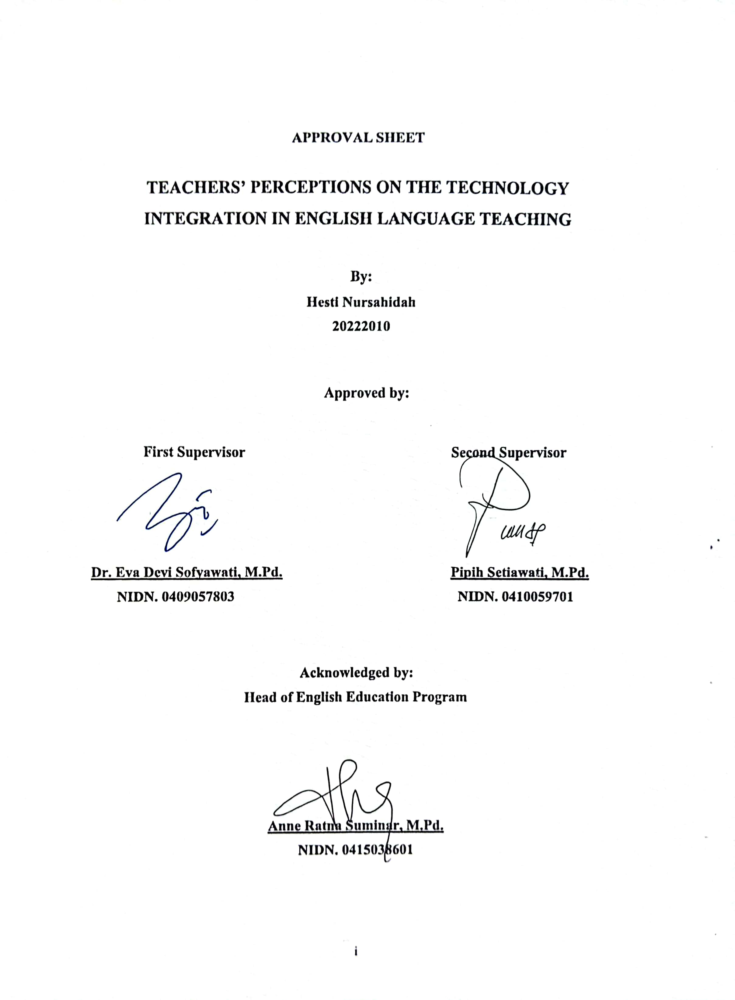 APPROVAL SHEET
TEACHERS’ PERCEPTIONS ON THE TECHNOLOGY
INTEGRATION IN ENGLISH LANGUAGE TEACHING
By:
Hesti Nursahidah
20222010
Approved by:
First Supervisor
Second Supervisor
Dr. Eva Devi Sofyawati, M.Pd.
Pipih Setiawati, M.Pd.
NIDN. 0409057803
NIDN. 0410059701
Acknowledged by:
Head of English Education Program
Anne Ratna Suminar, M.Pd.
NIDN. 0415038601
i